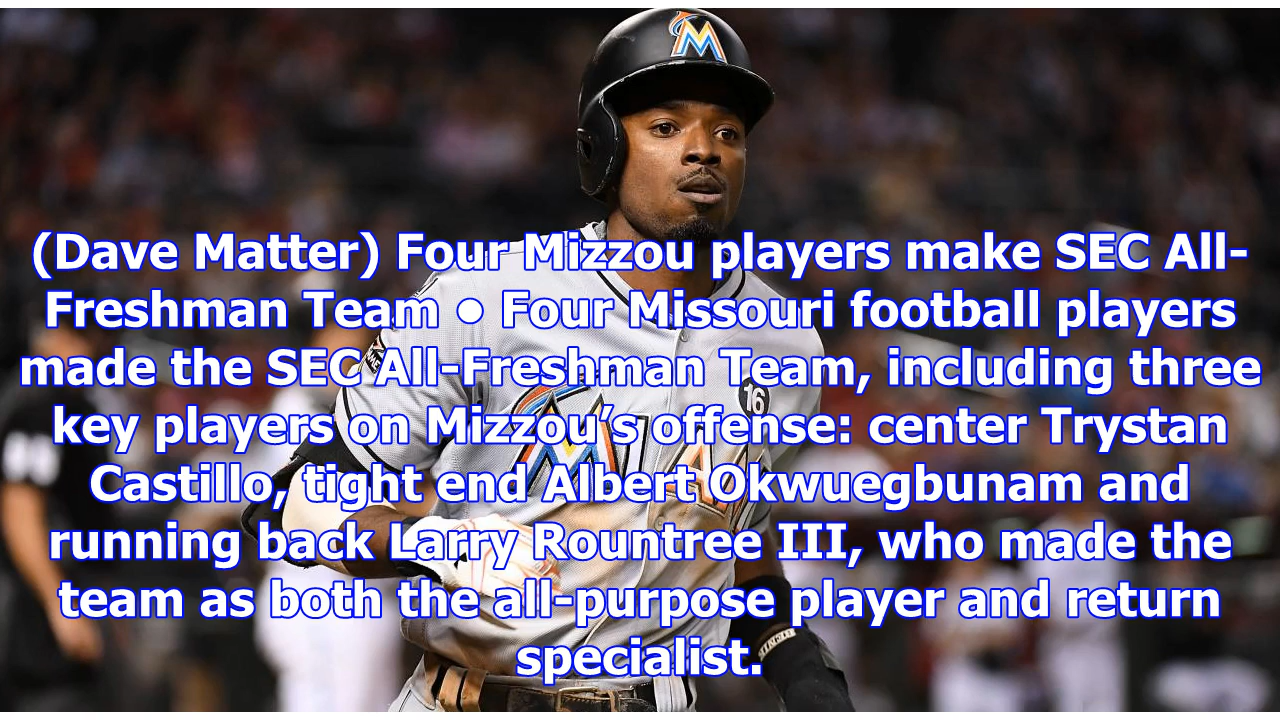 (Dave Matter) Four Mizzou players make SEC All-
Freshman Team • Four Missouri football players
made the SEC All-Freshman Team, including three
key players on Mizzou’s offense: center Trystan
Castillo, tight end Albert Okwuegbunam and
running back Larry Rountree III, who made the
team as both the all-purpose player and return
specialist.
M
16